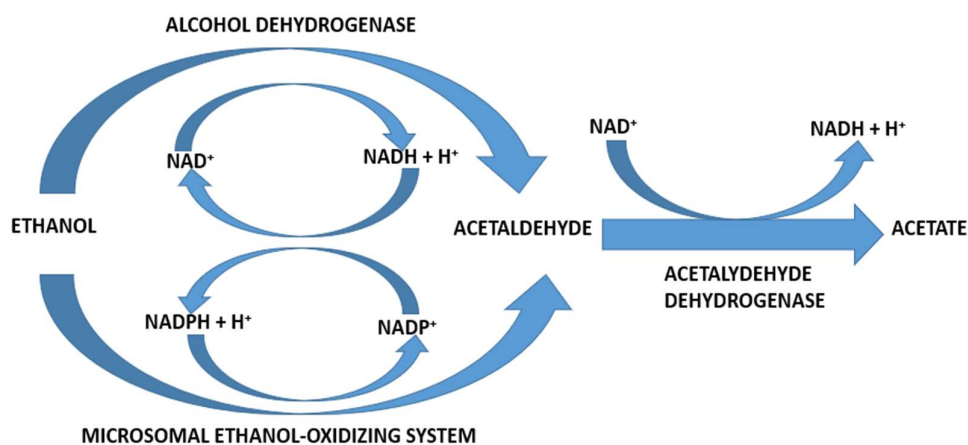 ALCOHOL DEHYDROGENASE
NAD⁺
NADH + H⁺
NAD⁺
NADH + H⁺
ETHANOL
ACETALDEHYDE
ACETATE
ACETALYDEHYDE
DEHYDROGENASE
NADPH + H⁺
NADP⁺
MICROSOMAL ETHANOL-OXIDIZING SYSTEM